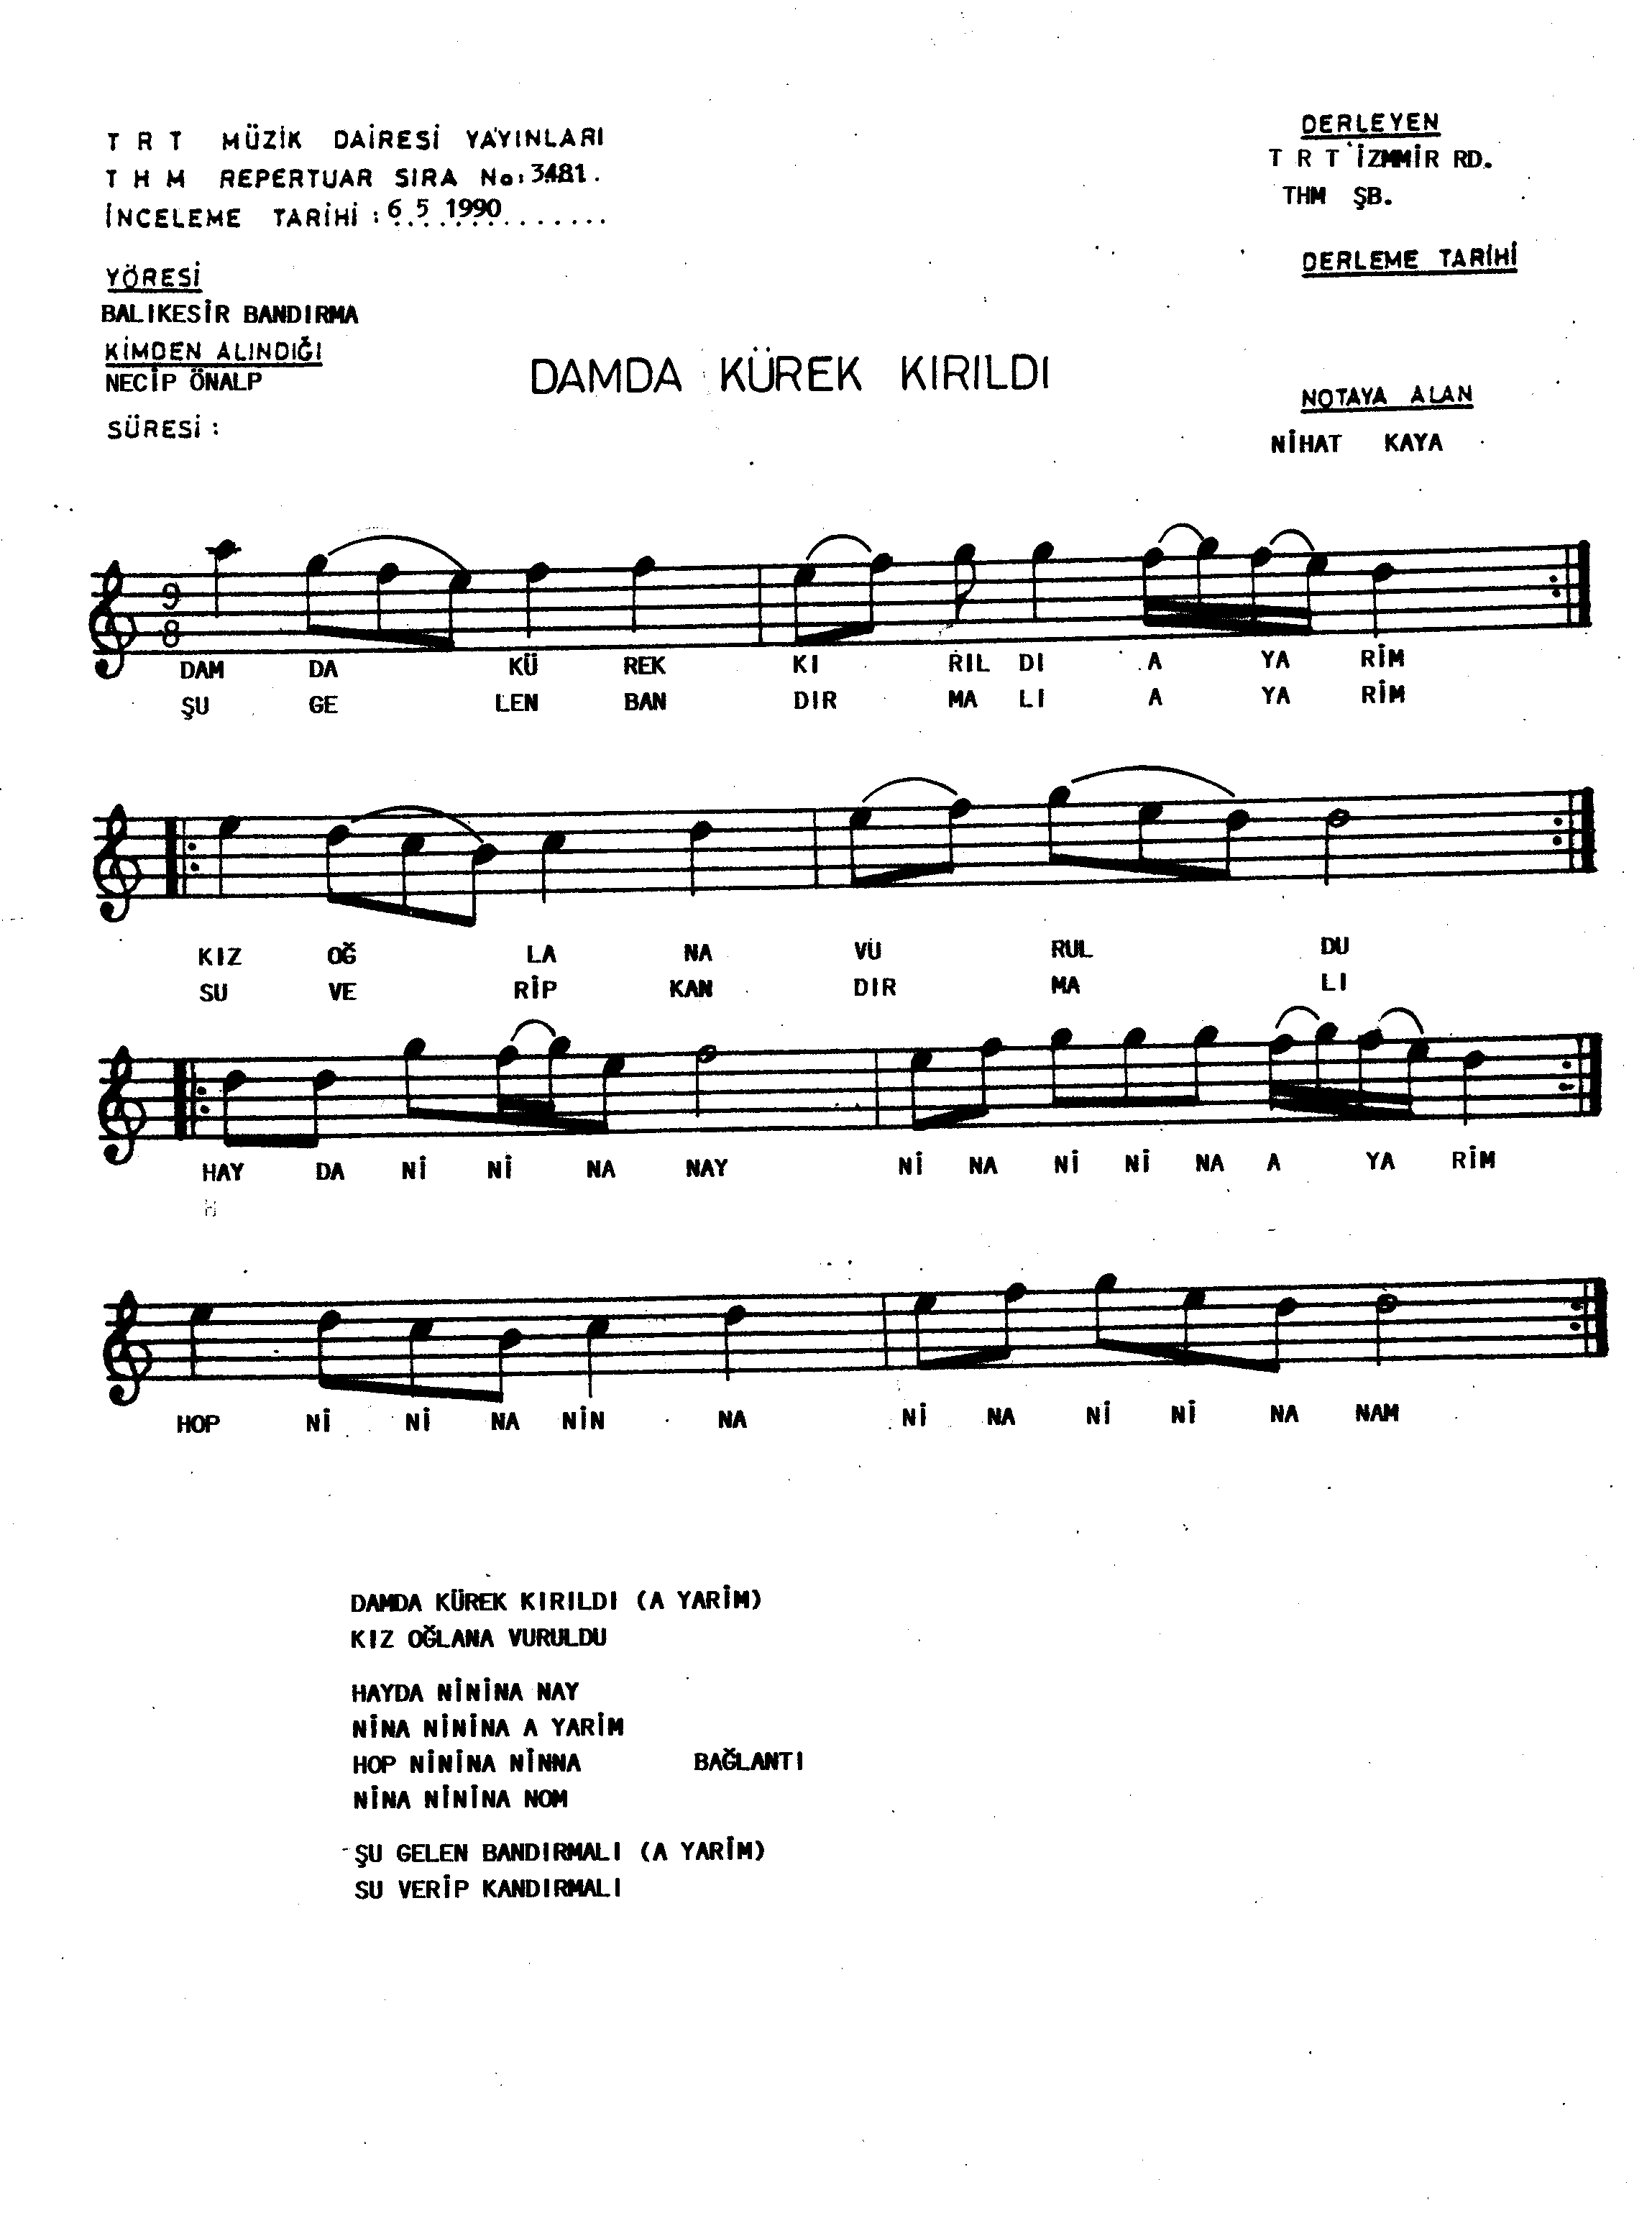 T R T MÜZİK DAİRESİ YAYINLARI
T H M REPERTUAR SIRA No: 3481.
İNCELEME TARİHİ : 6 5 1990
DERLEYEN
T R T İZMMİR RD.
THM ŞB.
DERLEME TARİHİ
YÖRESİ
BALIKESİR BANDIRMA
KİMDEN ALINDIĞI
NECİP ÖNALP
SÜRESİ :
DAMDA KÜREK KIRILDI
NOTAYA ALAN
NİHAT KAYA
9
8
DAM DA KÜ REK KI RIL DI A YA RİM
ŞU GE LEN BAN DIR MA LI A YA RİM
KIZ OĞ LA NA VU RUL DU
SU VE RİP KAN DIR MA LI
HAY DA Nİ Nİ NA NAY Nİ NA Nİ Nİ NA A YA RİM
H
HOP Nİ Nİ NA NİN NA Nİ NA Nİ Nİ NA NAM
DAMDA KÜREK KIRILDI (A YARİM)
KIZ OĞLANA VURULDU
HAYDA NİNİNA NAY
NİNA NİNİNA A YARİM
HOP NİNİNA NİNNA BAĞLANTI
NİNA NİNİNA NOM
ŞU GELEN BANDIRMALI (A YARİM)
SU VERİP KANDIRMALI